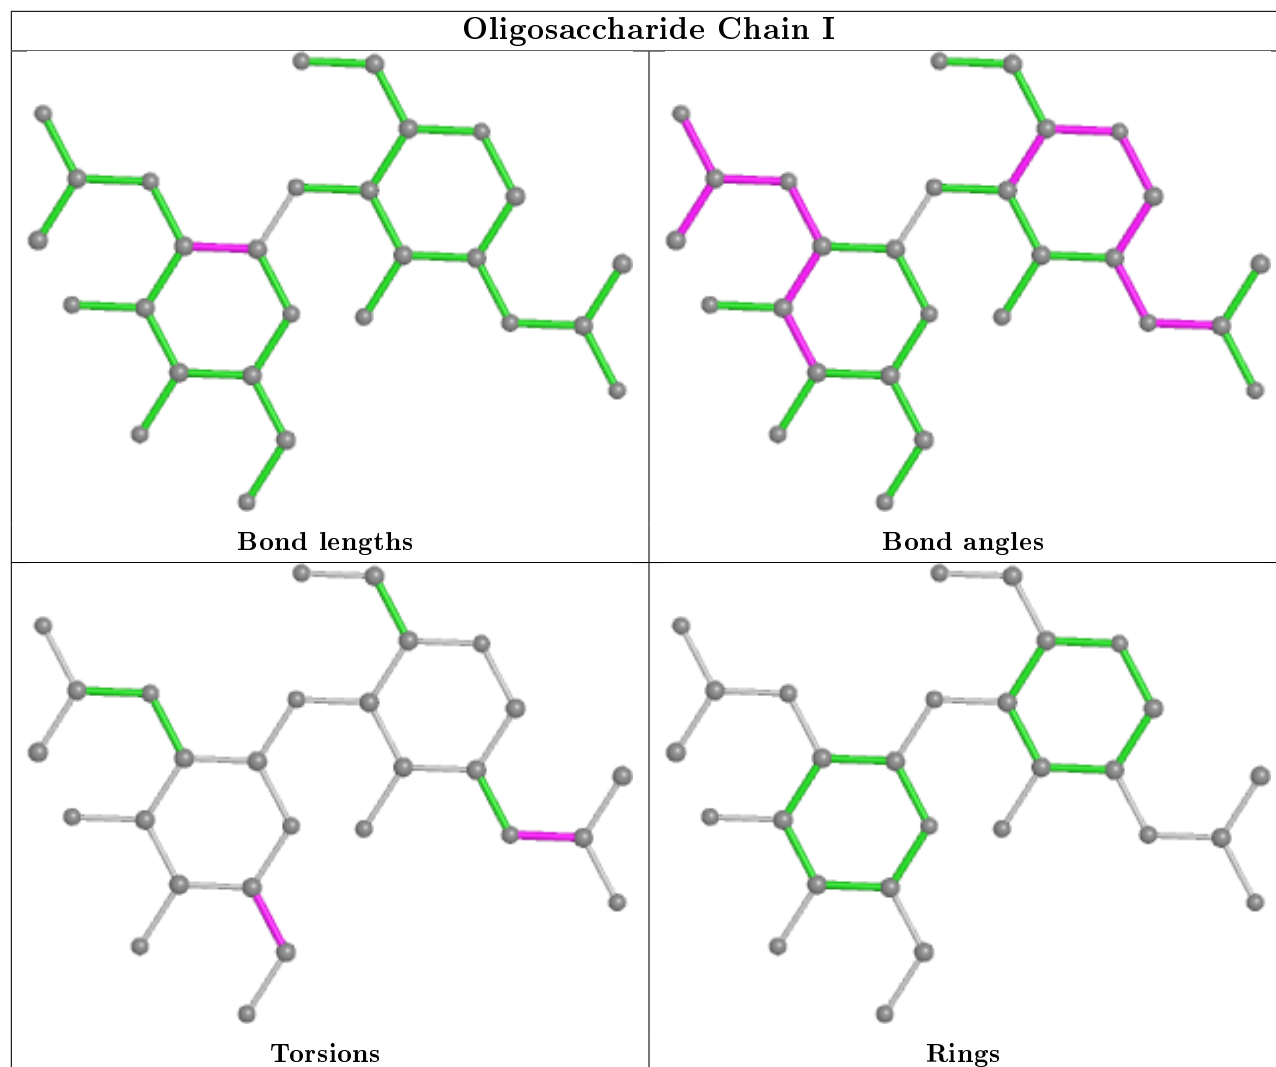 Oligosaccharide Chain I
Bond lengths
Bond angles
Torsions
Rings